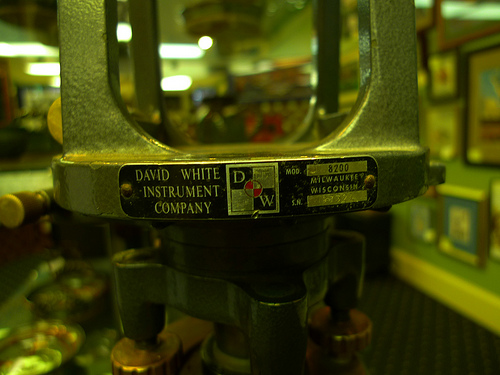 DAVID WHITE
INSTRUMENT
COMPANY
D
W
MOD. 8200
MILWAUKEE
WISCONSIN
S.N.